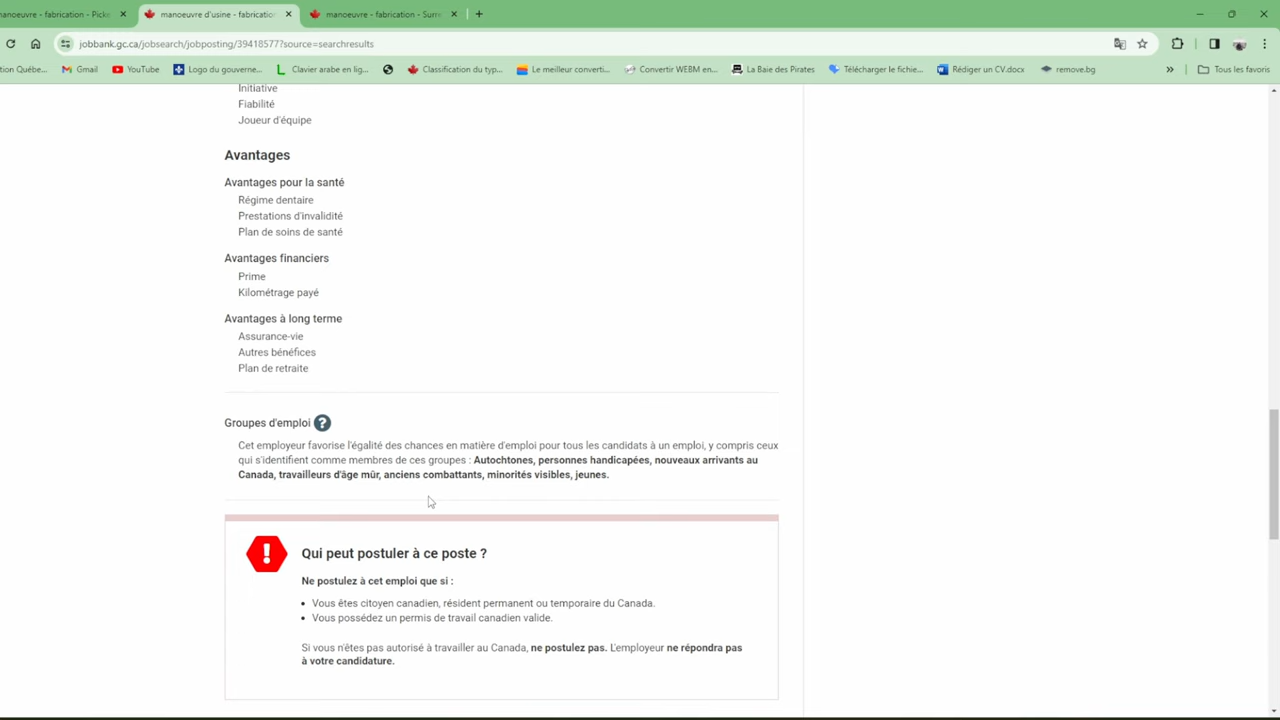 manoeuvre - fabrication - Picke
manoeuvre d'usine - fabrication
manoeuvre - fabrication - Surre
jobbank.gc.ca/jobsearch/jobposting/39418577?source=searchresults
tion Québe...
Gmail
YouTube
Logo du gouverne...
Clavier arabe en lig...
Classification du typ...
Le meilleur converti...
Convertir WEBM en...
La Baie des Pirates
Télécharger le fichie...
Rédiger un CV.docx
remove.bg
»
Tous les favoris
Initiative
Fiabilité
Joueur d'équipe
Avantages
Avantages pour la santé
Régime dentaire
Prestations d'invalidité
Plan de soins de santé
Avantages financiers
Prime
Kilométrage payé
Avantages à long terme
Assurance-vie
Autres bénéfices
Plan de retraite
Groupes d'emploi ?
Cet employeur favorise l'égalité des chances en matière d'emploi pour tous les candidats à un emploi, y compris ceux
qui s'identifient comme membres de ces groupes : Autochtones, personnes handicapées, nouveaux arrivants au
Canada, travailleurs d'âge mûr, anciens combattants, minorités visibles, jeunes.
!
Qui peut postuler à ce poste ?
Ne postulez à cet emploi que si :
• Vous êtes citoyen canadien, résident permanent ou temporaire du Canada.
• Vous possédez un permis de travail canadien valide.
Si vous n'êtes pas autorisé à travailler au Canada, ne postulez pas. L'employeur ne répondra pas
à votre candidature.